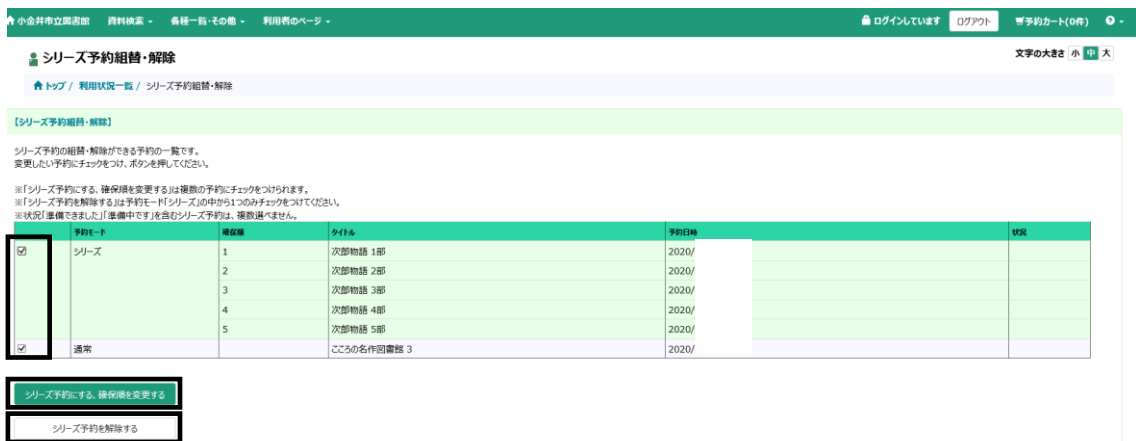 小金井市立図書館 資料検索 各種一覧・その他 利用者のページ ログインしています ログアウト 予約カート(0件)
シリーズ予約組替・解除 文字の大きさ 小 中 大
トップ / 利用状況一覧 / シリーズ予約組替・解除
【シリーズ予約組替・解除】
シリーズ予約の組替・解除ができる予約の一覧です。
変更したい予約にチェックをつけ、ボタンを押してください。
※「シリーズ予約にする、確保順を変更する」は複数の予約にチェックをつけられます。
※「シリーズ予約を解除する」は予約モード「シリーズ」の中から1つのみチェックをつけてください。
※状況「準備できました」「準備中です」を含むシリーズ予約は、複数選べません。
予約モード 確保順 タイトル 予約日時 状況
シリーズ 1 次郎物語 1部 2020/
2 次郎物語 2部 2020/
3 次郎物語 3部 2020/
4 次郎物語 4部 2020/
5 次郎物語 5部 2020/
通常 こころの名作図書館 3 2020/
シリーズ予約にする、確保順を変更する
シリーズ予約を解除する